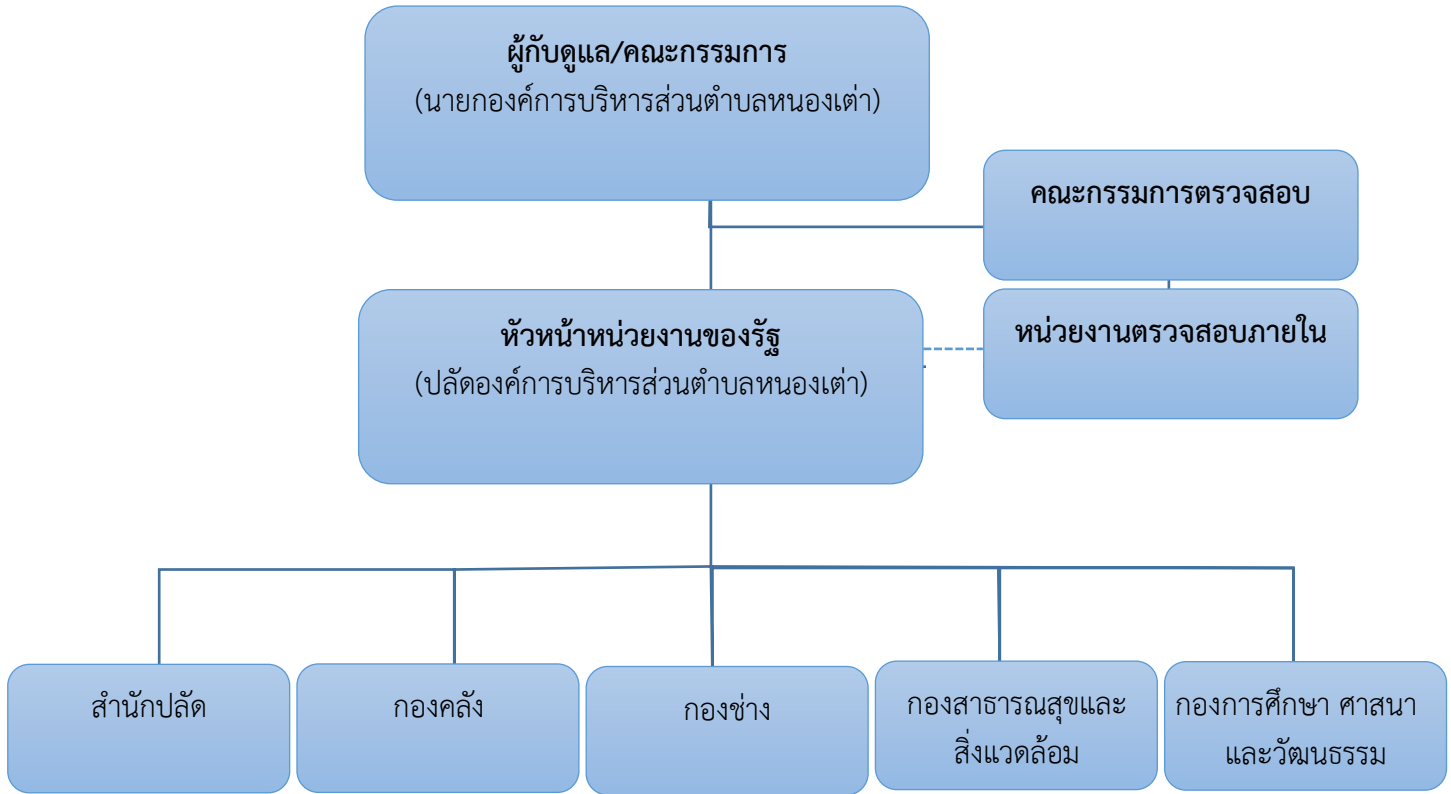 ผู้กับดูแล/คณะกรรมการ
(นายกองค์การบริหารส่วนตำบลหนองเต่า)
คณะกรรมการตรวจสอบ
หัวหน้าหน่วยงานของรัฐ
(ปลัดองค์การบริหารส่วนตำบลหนองเต่า)
หน่วยงานตรวจสอบภายใน
สำนักปลัด
กองคลัง
กองช่าง
กองสาธารณสุขและ
สิ่งแวดล้อม
กองการศึกษา ศาสนา
และวัฒนธรรม